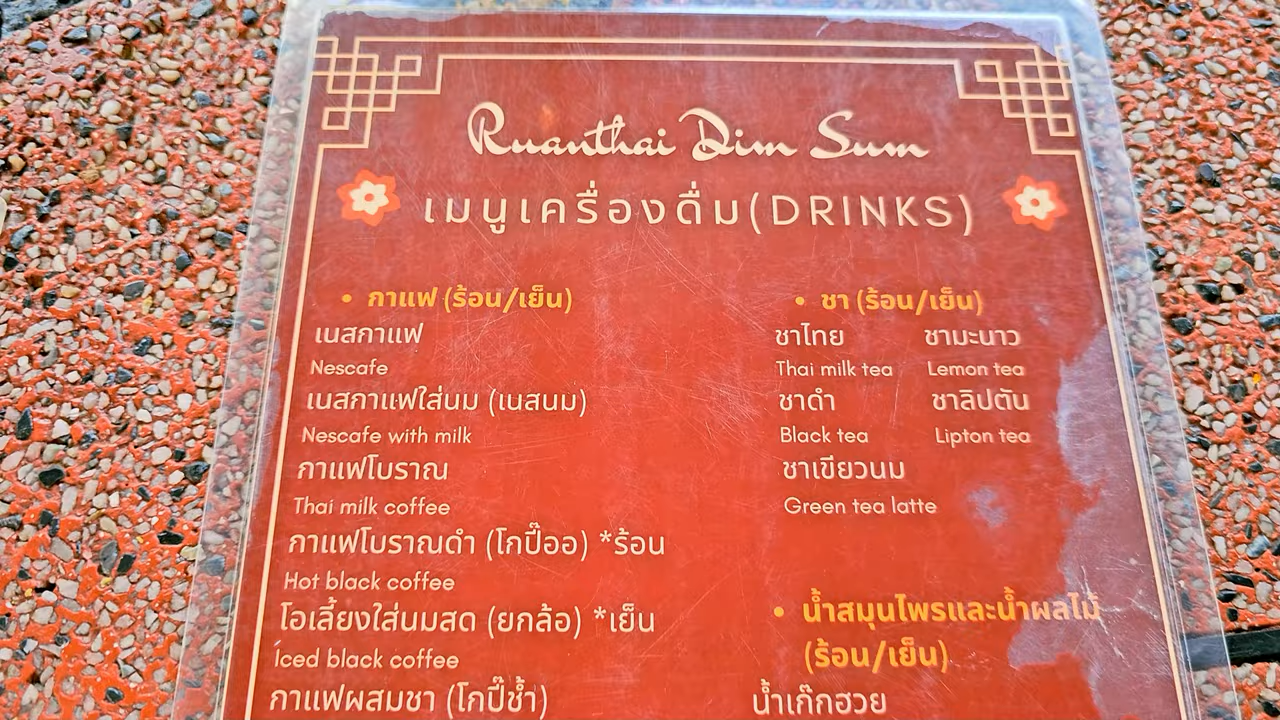 Ruanthai Dim Sum
เมนูเครื่องดื่ม(DRINKS)
• กาแฟ (ร้อน/เย็น)
เนสกาแฟ
Nescafe
เนสกาแฟใส่นม (เนสนม)
Nescafe with milk
กาแฟโบราณ
Thai milk coffee
กาแฟโบราณดำ (โกปี๊ออ) *ร้อน
Hot black coffee
โอเลี้ยงใส่นมสด (ยกล้อ) *เย็น
Íced black coffee
กาแฟผสมชา (โกปี๊ช้ำ)
• ชา (ร้อน/เย็น)
ชาไทย ชามะนาว
Thai milk tea Lemon tea
ชาดำ ชาลิปตัน
Black tea Lipton tea
ชาเขียวนม
Green tea latte
• น้ำสมุนไพรและน้ำผลไม้
(ร้อน/เย็น)
น้ำเก๊กฮวย